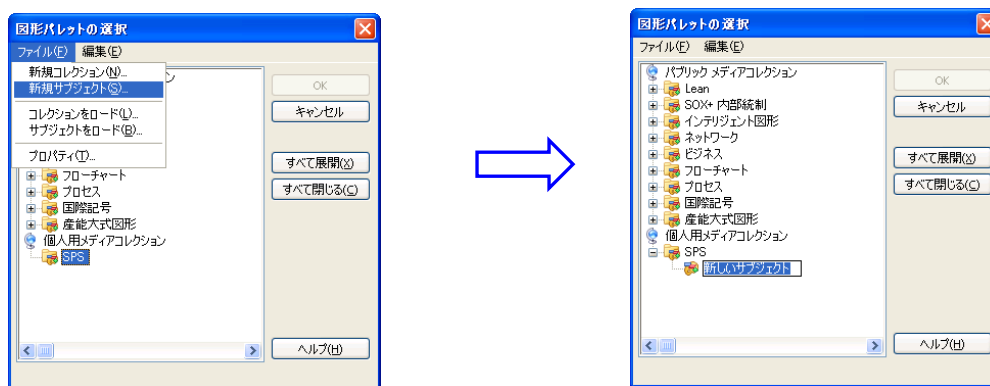 図形パレットの選択
ファイル(F) 編集(E)
新規コレクション(N)...
新規サブジェクト(S)...
コレクションをロード(L)...
サブジェクトをロード(B)...
プロパティ(T)...
フローチャート
プロセス
国際記号
産能大式図形
個人用メディアコレクション
SPS
OK
キャンセル
すべて展開(X)
すべて閉じる(C)
ヘルプ(H)
図形パレットの選択
ファイル(F) 編集(E)
パブリック メディアコレクション
Lean
SOX+ 内部統制
インテリジェント図形
ネットワーク
ビジネス
フローチャート
プロセス
国際記号
産能大式図形
個人用メディアコレクション
SPS
新しいサブジェクト
OK
キャンセル
すべて展開(X)
すべて閉じる(C)
ヘルプ(H)